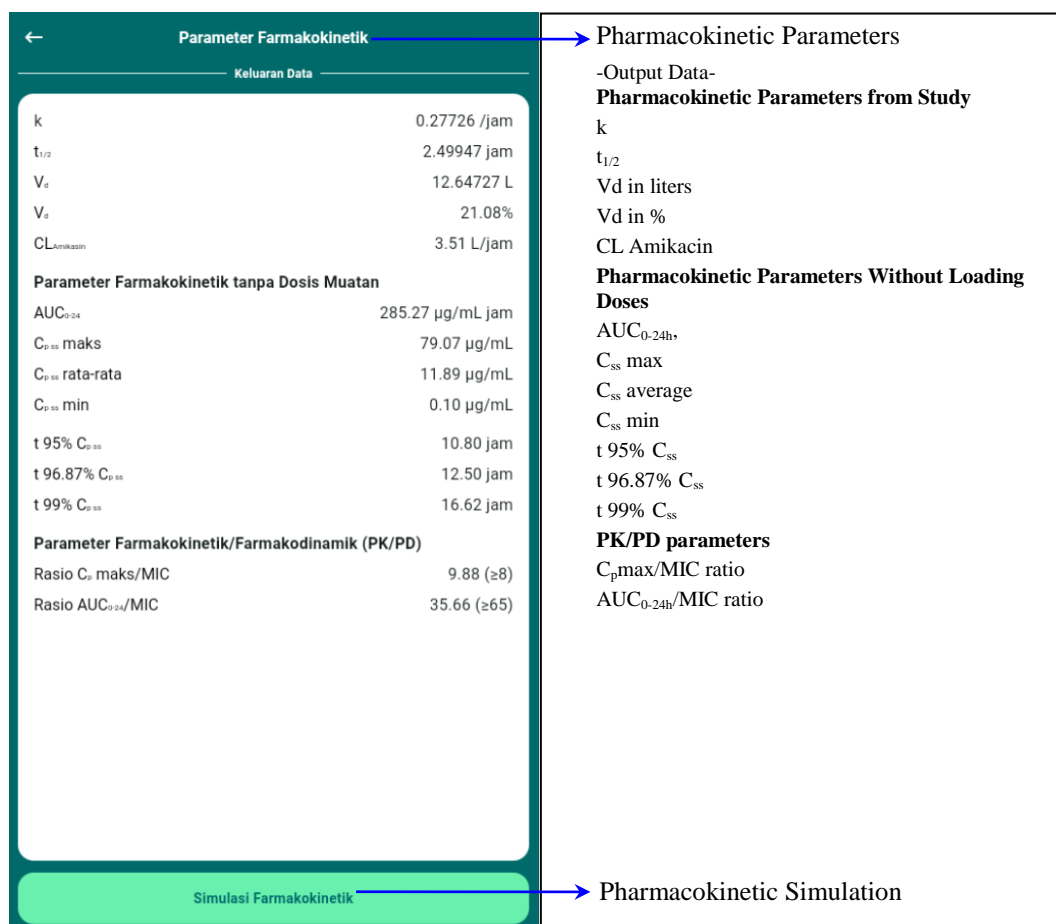 ← Parameter Farmakokinetik
Keluaran Data
k 0.27726 /jam
t1/2 2.49947 jam
Vd 12.64727 L
Vd 21.08%
CLAmikasin 3.51 L/jam
Parameter Farmakokinetik tanpa Dosis Muatan
AUC0-24 285.27 µg/mL jam
Cp ss maks 79.07 µg/mL
Cp ss rata-rata 11.89 µg/mL
Cp ss min 0.10 µg/mL
t 95% Cp ss 10.80 jam
t 96.87% Cp ss 12.50 jam
t 99% Cp ss 16.62 jam
Parameter Farmakokinetik/Farmakodinamik (PK/PD)
Rasio Cp maks/MIC 9.88 (≥8)
Rasio AUC0-24/MIC 35.66 (≥65)
Simulasi Farmakokinetik
Pharmacokinetic Parameters
-Output Data-
Pharmacokinetic Parameters from Study
k
t1/2
Vd in liters
Vd in %
CL Amikacin
Pharmacokinetic Parameters Without Loading
Doses
AUC0-24h,
Css max
Css average
Css min
t 95% Css
t 96.87% Css
t 99% Css
PK/PD parameters
Cpmax/MIC ratio
AUC0-24h/MIC ratio
Pharmacokinetic Simulation